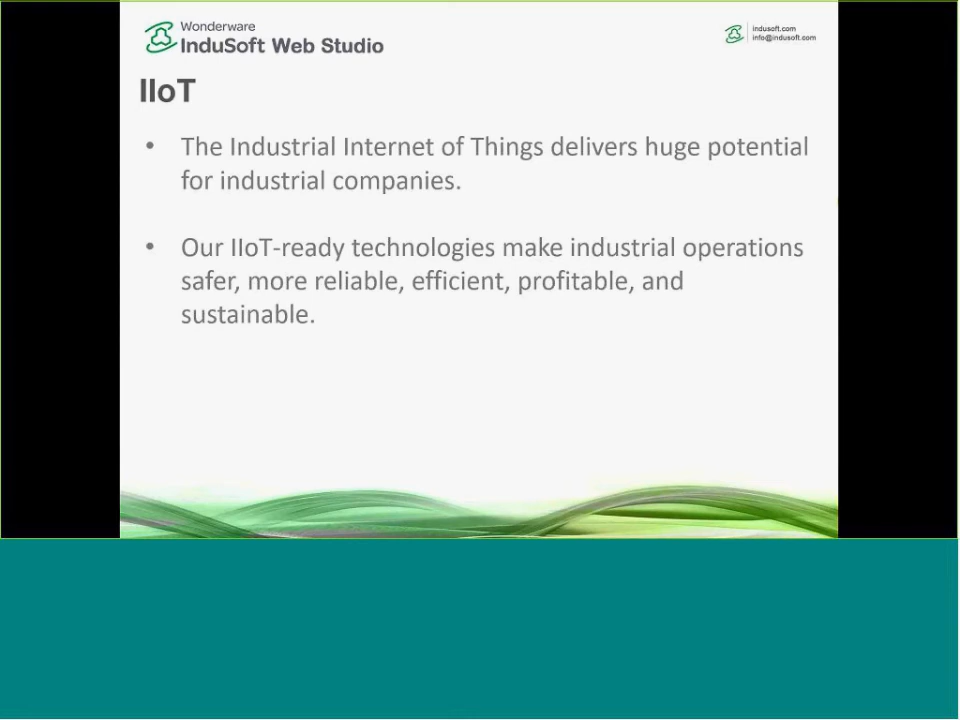 Wonderware
InduSoft Web Studio
indusoft.com
info@indusoft.com
IIoT
• The Industrial Internet of Things delivers huge potential
for industrial companies.
• Our IIoT-ready technologies make industrial operations
safer, more reliable, efficient, profitable, and
sustainable.